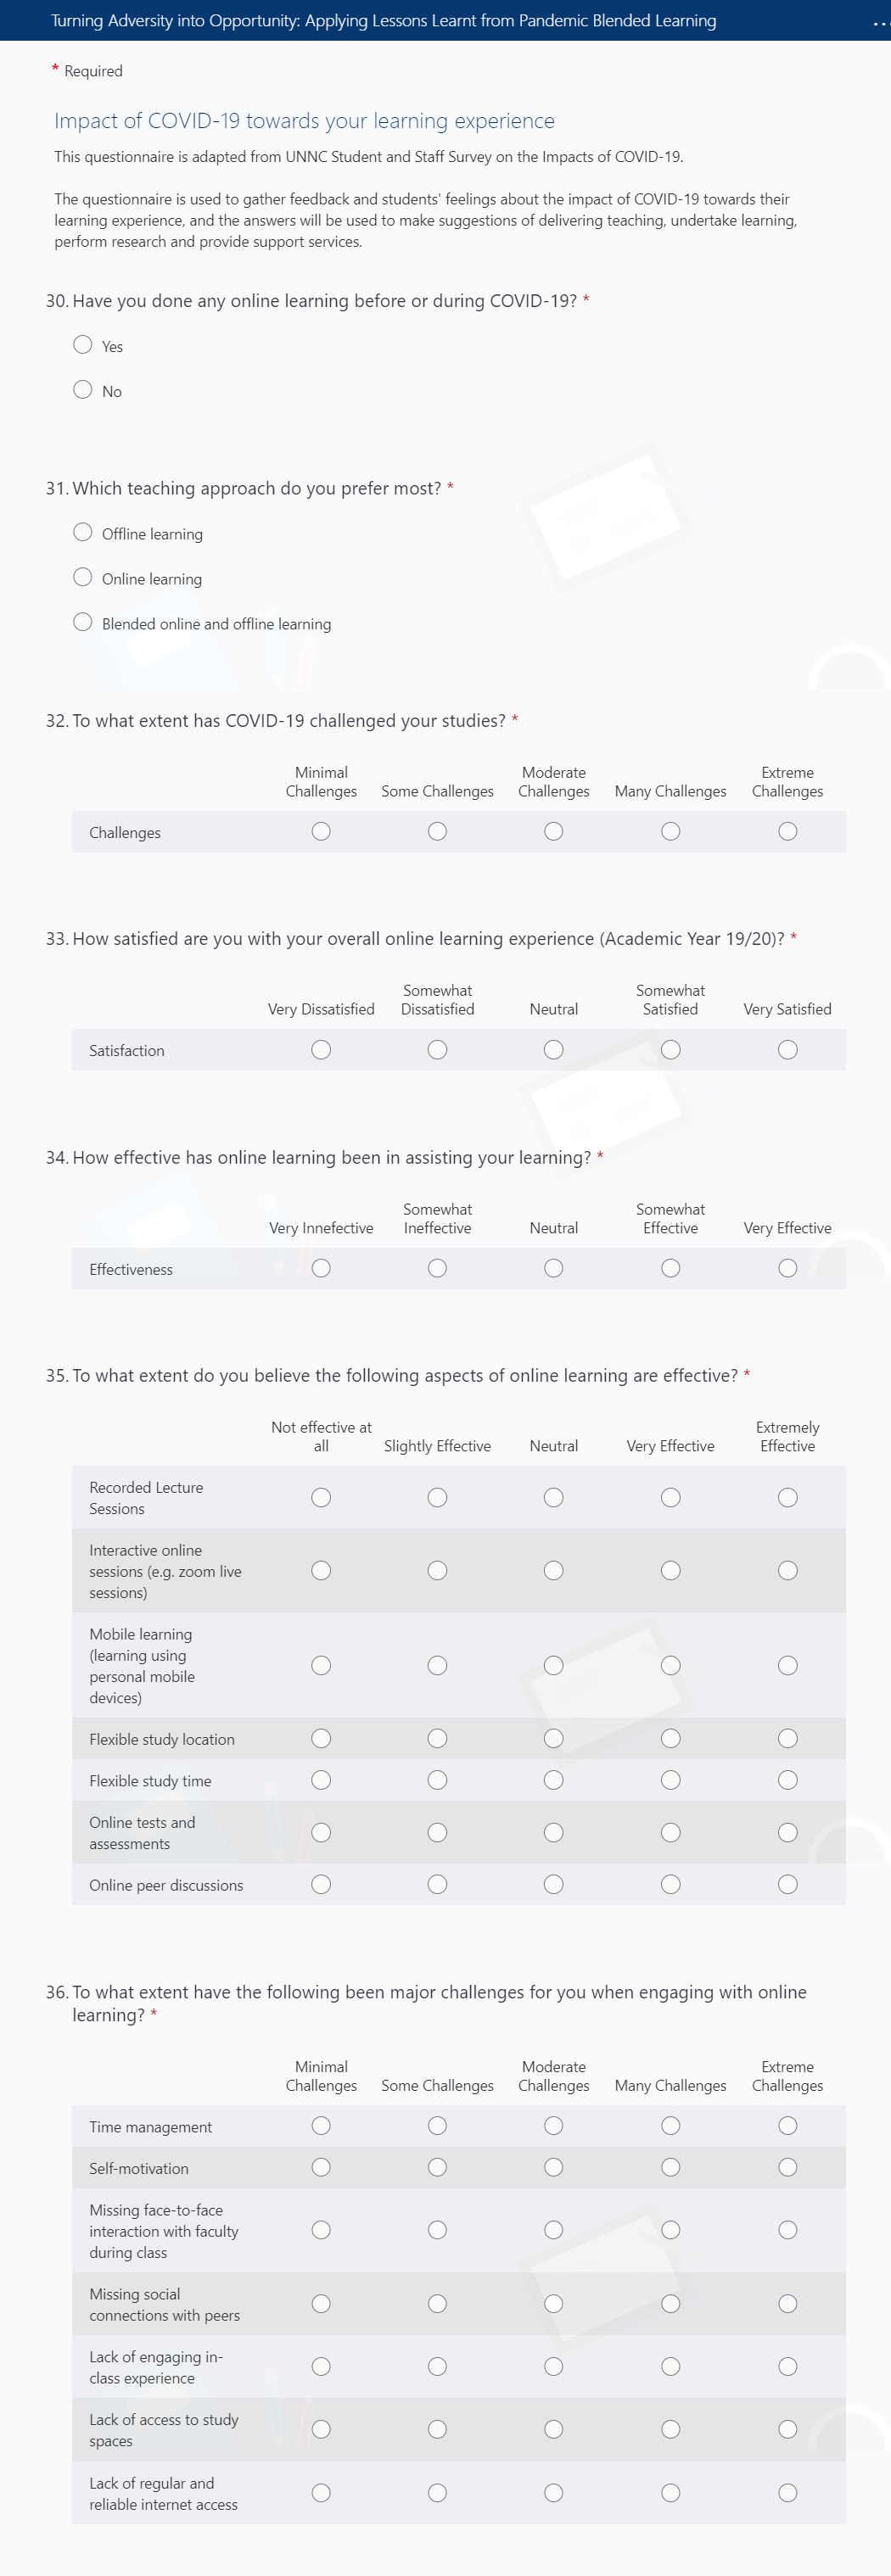 Turning Adversity into Opportunity: Applying Lessons Learnt from Pandemic Blended Learning
...
* Required
Impact of COVID-19 towards your learning experience
This questionnaire is adapted from UNNC Student and Staff Survey on the Impacts of COVID-19.
The questionnaire is used to gather feedback and students' feelings about the impact of COVID-19 towards their
learning experience, and the answers will be used to make suggestions of delivering teaching, undertake learning,
perform research and provide support services.
30. Have you done any online learning before or during COVID-19? *
Yes
No
31. Which teaching approach do you prefer most? *
Offline learning
Online learning
Blended online and offline learning
32. To what extent has COVID-19 challenged your studies? *
Minimal Challenges
Some Challenges
Moderate Challenges
Many Challenges
Extreme Challenges
Challenges
33. How satisfied are you with your overall online learning experience (Academic Year 19/20)? *
Very Dissatisfied
Somewhat Dissatisfied
Neutral
Somewhat Satisfied
Very Satisfied
Satisfaction
34. How effective has online learning been in assisting your learning? *
Very Innefective
Somewhat Ineffective
Neutral
Somewhat Effective
Very Effective
Effectiveness
35. To what extent do you believe the following aspects of online learning are effective? *
Not effective at all
Slightly Effective
Neutral
Very Effective
Extremely Effective
Recorded Lecture
Sessions
Interactive online
sessions (e.g. zoom live
sessions)
Mobile learning
(learning using
personal mobile
devices)
Flexible study location
Flexible study time
Online tests and
assessments
Online peer discussions
36. To what extent have the following been major challenges for you when engaging with online
learning? *
Minimal Challenges
Some Challenges
Moderate Challenges
Many Challenges
Extreme Challenges
Time management
Self-motivation
Missing face-to-face
interaction with faculty
during class
Missing social
connections with peers
Lack of engaging in-
class experience
Lack of access to study
spaces
Lack of regular and
reliable internet access